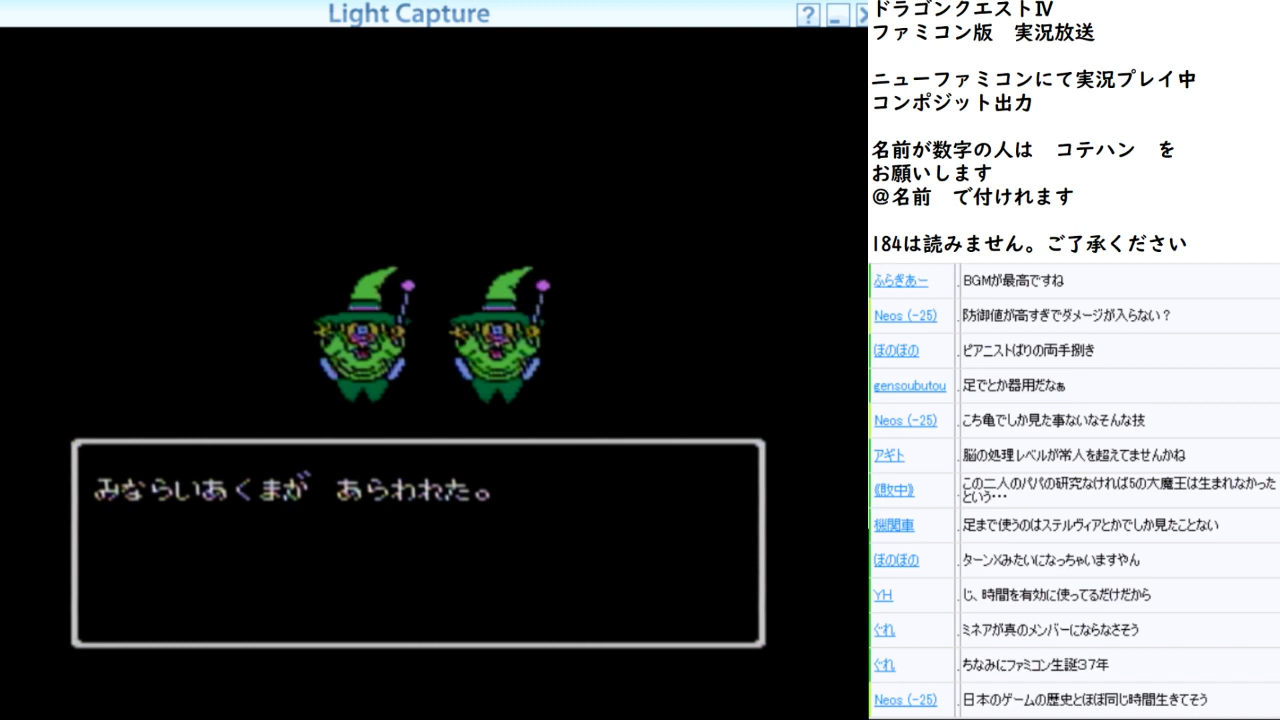 Light Capture
みならいあくまが　あらわれた。
ドラゴンクエストⅣ
ファミコン版　実況放送
ニューファミコンにて実況プレイ中
コンポジット出力
名前が数字の人は　コテハン　を
お願いします
@名前　で付けれます
184は読みません。ご了承ください
ふらぎあー BGMが最高ですね
Neos (-25) 防御値が高すぎでダメージが入らない？
ぼのぼの ピアニストばりの両手捌き
gensoubutou 足でとか器用だなぁ
Neos (-25) こち亀でしか見た事ないなそんな技
アギト 脳の処理レベルが常人を超えてませんかね
《敗中》 この二人のパパの研究なければ5の大魔王は生まれなかった
という・・・
機関車 足まで使うのはステルヴィアとかでしか見たことない
ぼのぼの ターンXみたいになっちゃいますやん
YH じ、時間を有効に使ってるだけだから
ぐれ ミネアが真のメンバーにならなさそう
ぐれ ちなみにファミコン生誕37年
Neos (-25) 日本のゲームの歴史とほぼ同じ時間生きてそう